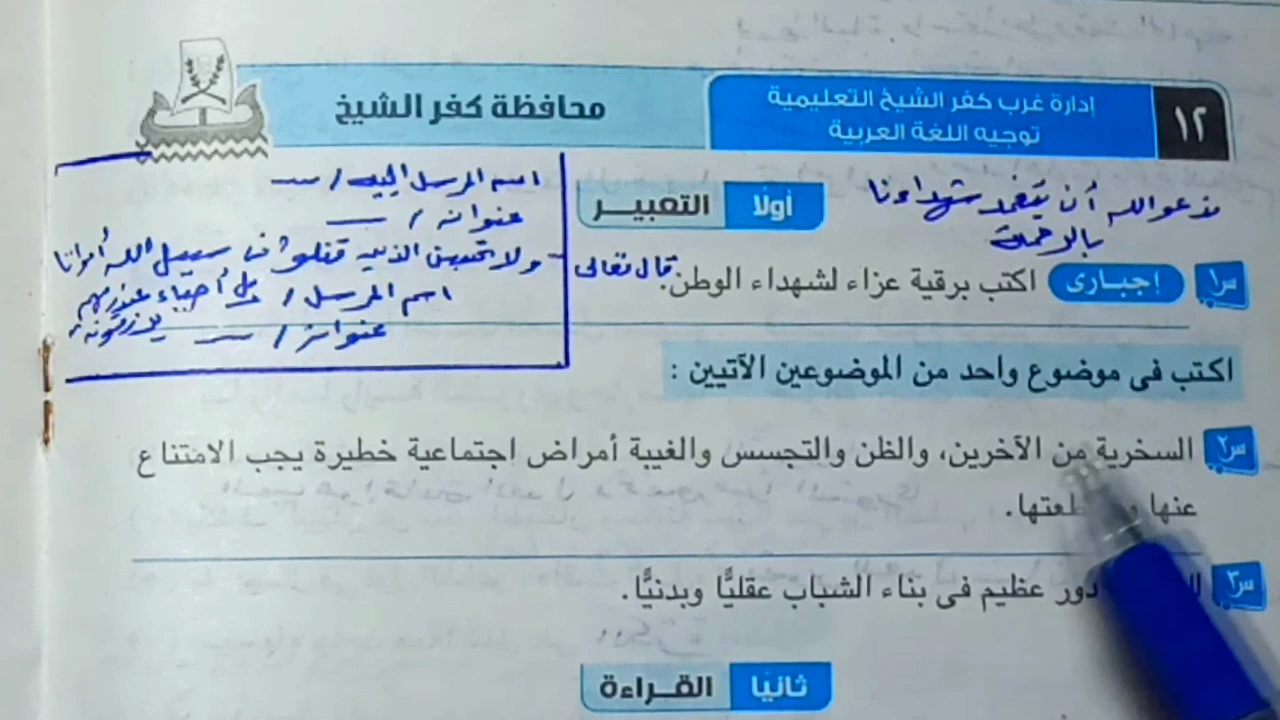 ١٢
إدارة غرب كفر الشيخ التعليمية
توجيه اللغة العربية
محافظة كفر الشيخ
أولًا التعبير
ندعو الله أن يتغمد شهداءنا
بالرحمة
اسم المرسل إليه /
عنوانه /
قال تعالى
ولا تحسبن الذين قتلوا فى سبيل الله أمواتا
بل أحياء عند ربهم
يرزقون
اسم المرسل /
عنوانه /
س١ إجبارى اكتب برقية عزاء لشهداء الوطن.
اكتب فى موضوع واحد من الموضوعين الآتيين :
س٢ السخرية من الآخرين، والظن والتجسس والغيبة أمراض اجتماعية خطيرة يجب الامتناع
عنها
س٣ دور عظيم فى بناء الشباب عقليًّا وبدنيًّا.
ثانيًا القراءة